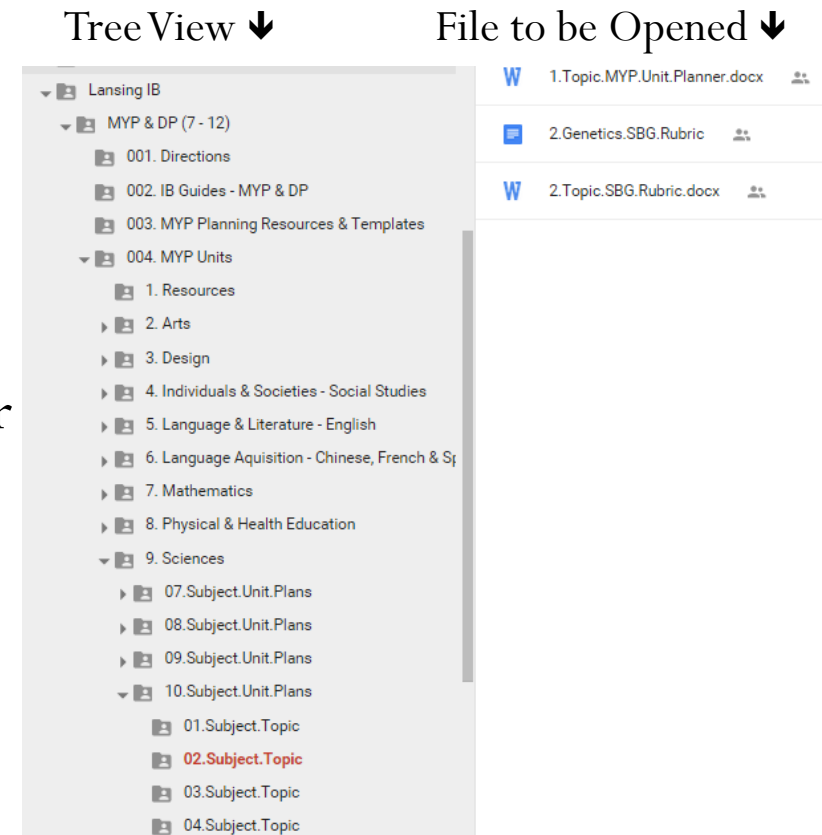 Tree View 🡻
File to be Opened 🡻
Lansing IB
MYP & DP (7 - 12)
001. Directions
002. IB Guides - MYP & DP
003. MYP Planning Resources & Templates
004. MYP Units
1. Resources
2. Arts
3. Design
4. Individuals & Societies - Social Studies
5. Language & Literature - English
6. Language Aquisition - Chinese, French & Sp
7. Mathematics
8. Physical & Health Education
9. Sciences
07.Subject.Unit.Plans
08.Subject.Unit.Plans
09.Subject.Unit.Plans
10.Subject.Unit.Plans
01.Subject.Topic
02.Subject.Topic
03.Subject.Topic
04.Subject.Topic
W 1.Topic.MYP.Unit.Planner.docx
2.Genetics.SBG.Rubric
W 2.Topic.SBG.Rubric.docx
r